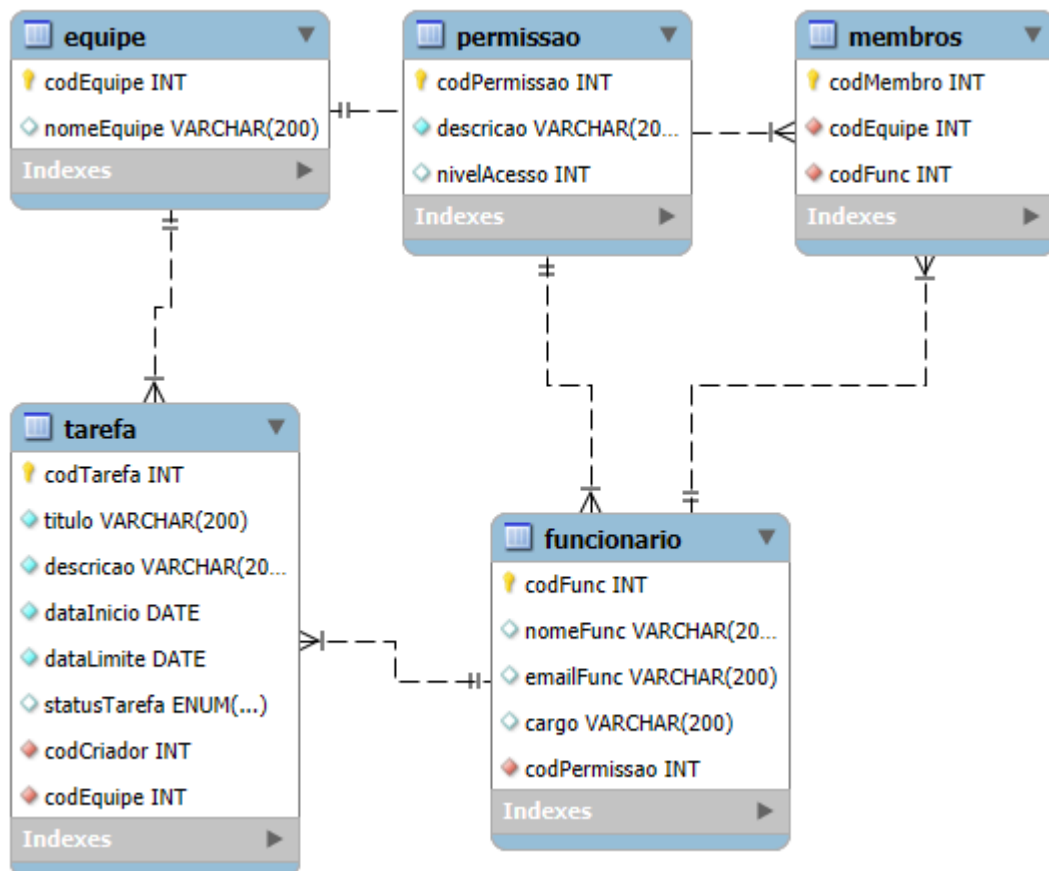 equipe
codEquipe INT
nomeEquipe VARCHAR(200)
Indexes
permissao
codPermissao INT
descricao VARCHAR(20...
nivelAcesso INT
Indexes
membros
codMembro INT
codEquipe INT
codFunc INT
Indexes
tarefa
codTarefa INT
titulo VARCHAR(200)
descricao VARCHAR(20...
dataInicio DATE
dataLimite DATE
statusTarefa ENUM(...)
codCriador INT
codEquipe INT
Indexes
funcionario
codFunc INT
nomeFunc VARCHAR(20...
emailFunc VARCHAR(200)
cargo VARCHAR(200)
codPermissao INT
Indexes